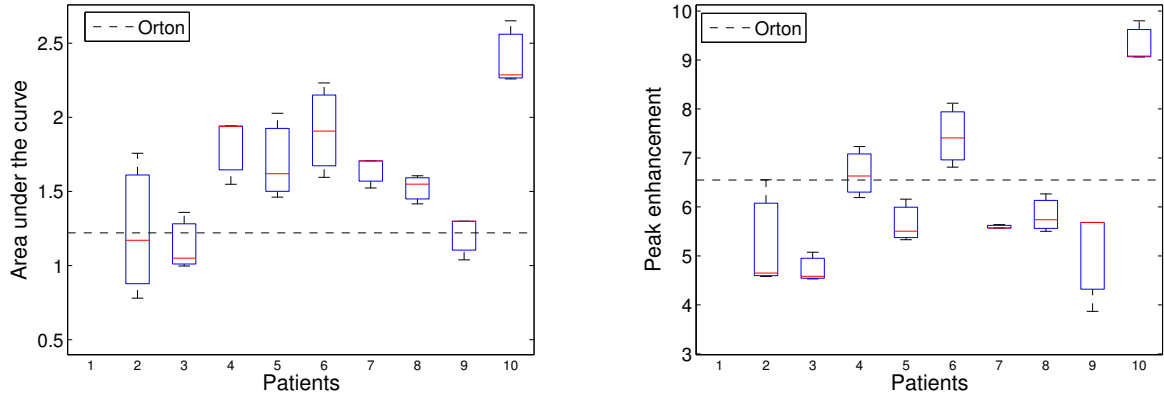 Orton
2.5
2
1.5
1
0.5
Area under the curve
1 2 3 4 5 6 7 8 9 10
Patients
Orton
10
9
8
7
6
5
4
3
Peak enhancement
1 2 3 4 5 6 7 8 9 10
Patients